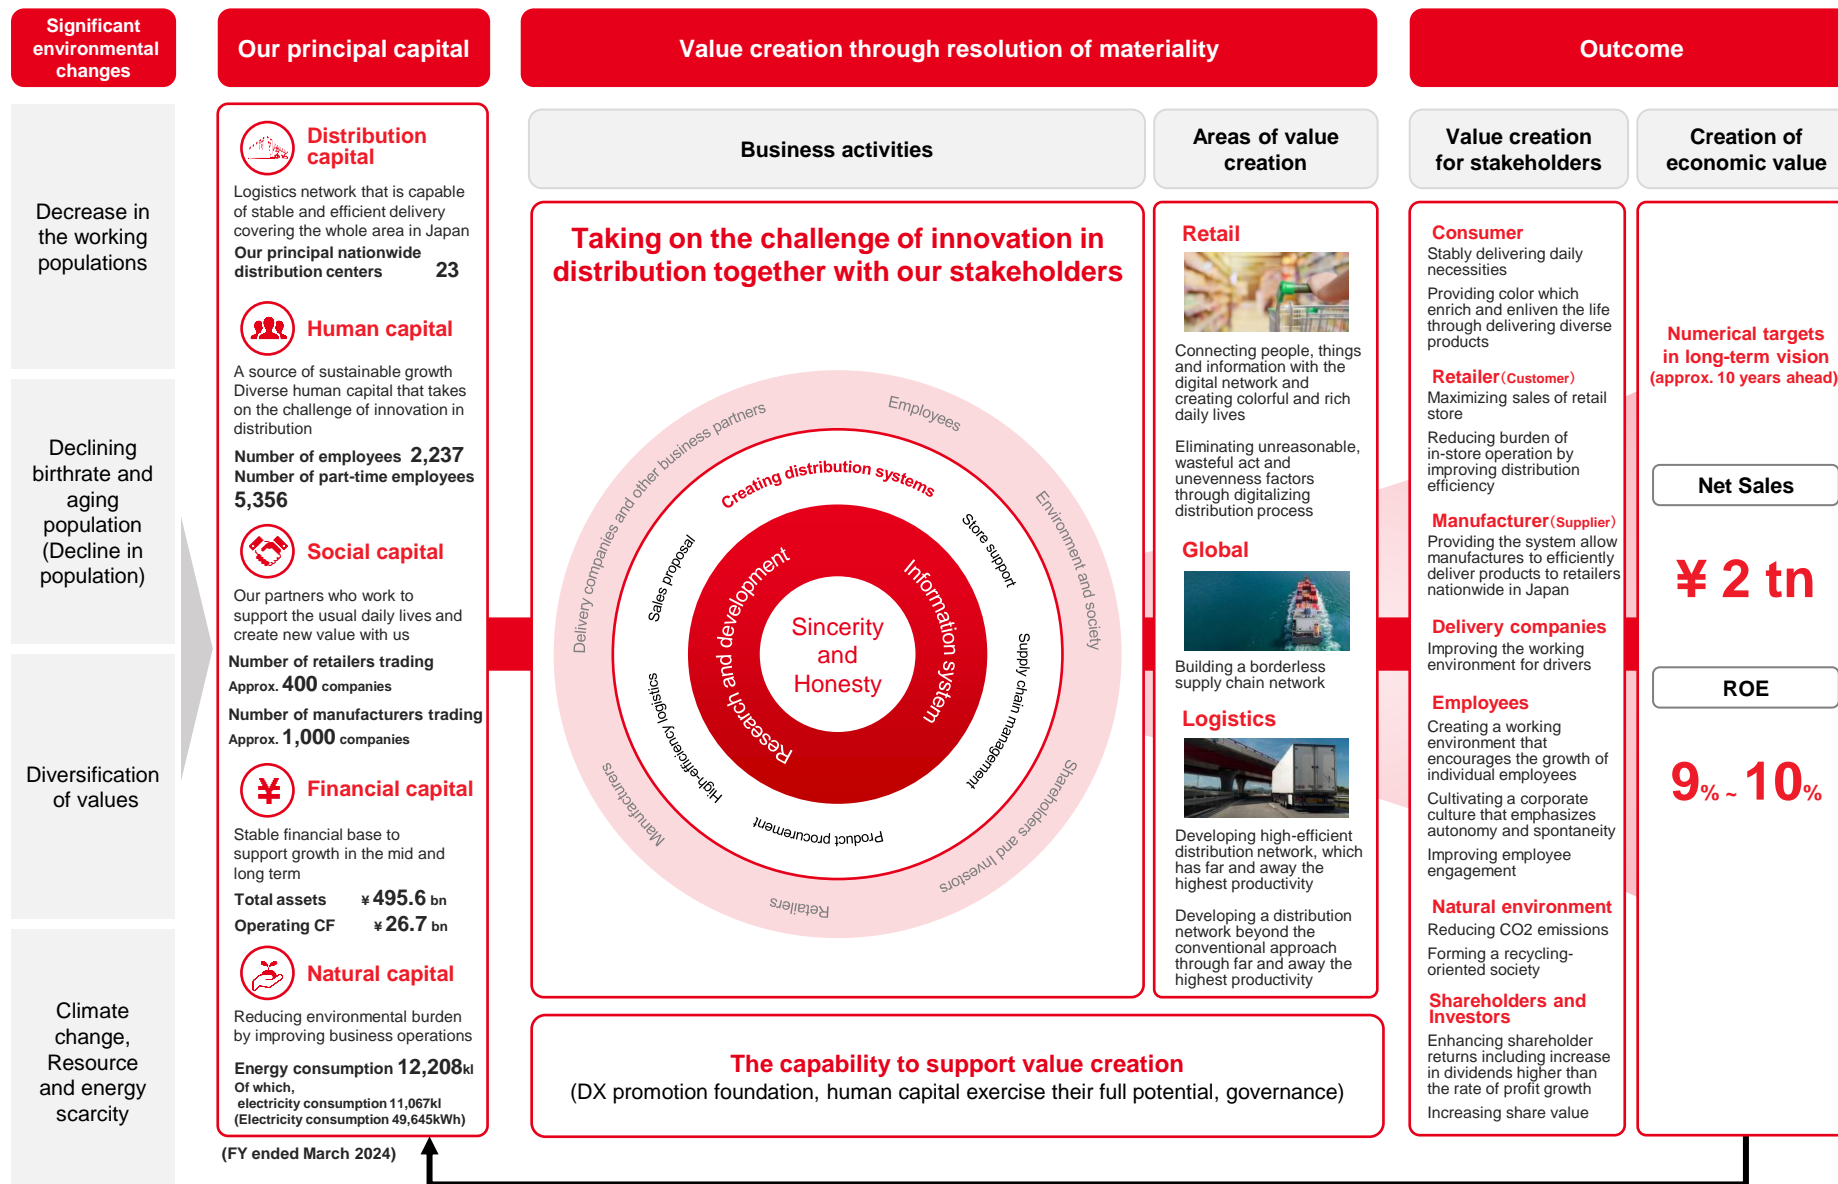 Significant
environmental
changes
Our principal capital
Value creation through resolution of materiality
Outcome
Decrease in
the working
populations
Declining
birthrate and
aging
population
(Decline in
population)
Diversification
of values
Climate
change,
Resource
and energy
scarcity
Distribution
capital
Logistics network that is capable
of stable and efficient delivery
covering the whole area in Japan
Our principal nationwide
distribution centers 23
Human capital
A source of sustainable growth
Diverse human capital that takes
on the challenge of innovation in
distribution
Number of employees 2,237
Number of part-time employees
5,356
Social capital
Our partners who work to
support the usual daily lives and
create new value with us
Number of retailers trading
Approx. 400 companies
Number of manufacturers trading
Approx. 1,000 companies
¥
Financial capital
Stable financial base to
support growth in the mid and
long term
Total assets ¥ 495.6 bn
Operating CF ¥ 26.7 bn
Natural capital
Reducing environmental burden
by improving business operations
Energy consumption 12,208kl
Of which,
electricity consumption 11,067kl
(Electricity consumption 49,645kWh)
(FY ended March 2024)
Business activities
Taking on the challenge of innovation in
distribution together with our stakeholders
Delivery companies and other business partners
Employees
Environment and society
Shareholders and Investors
Retailers
Manufacturers
Creating distribution systems
Store support
Supply chain management
Product procurement
High-efficiency logistics
Sales proposal
Research and development
Information system
Sincerity
and
Honesty
Areas of value
creation
Retail
Connecting people, things
and information with the
digital network and
creating colorful and rich
daily lives
Eliminating unreasonable,
wasteful act and
unevenness factors
through digitalizing
distribution process
Global
Building a borderless
supply chain network
Logistics
Developing high-efficient
distribution network, which
has far and away the
highest productivity
Developing a distribution
network beyond the
conventional approach
through far and away the
highest productivity
The capability to support value creation
(DX promotion foundation, human capital exercise their full potential, governance)
Value creation
for stakeholders
Consumer
Stably delivering daily
necessities
Providing color which
enrich and enliven the life
through delivering diverse
products
Retailer（Customer）
Maximizing sales of retail
store
Reducing burden of
in-store operation by
improving distribution
efficiency
Manufacturer（Supplier）
Providing the system allow
manufactures to efficiently
deliver products to retailers
nationwide in Japan
Delivery companies
Improving the working
environment for drivers
Employees
Creating a working
environment that
encourages the growth of
individual employees
Cultivating a corporate
culture that emphasizes
autonomy and spontaneity
Improving employee
engagement
Natural environment
Reducing CO2 emissions
Forming a recycling-
oriented society
Shareholders and
Investors
Enhancing shareholder
returns including increase
in dividends higher than
the rate of profit growth
Increasing share value
Creation of
economic value
Numerical targets
in long-term vision
(approx. 10 years ahead)
Net Sales
¥ 2 tn
ROE
9% ~ 10%